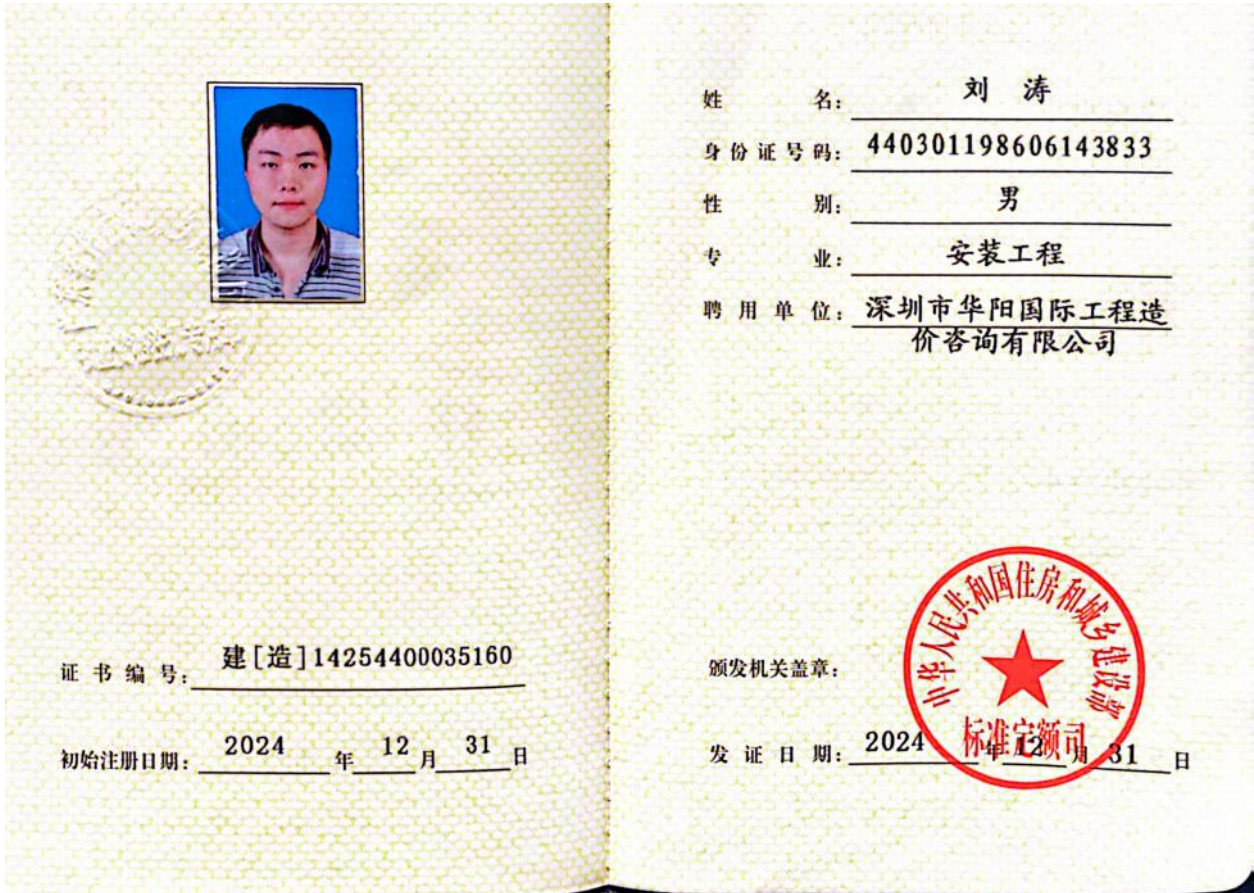 证书编号：建[造]14254400035160
初始注册日期：2024年12月31日
姓名：刘涛
身份证号码：440301198606143833
性别：男
专业：安装工程
聘用单位：深圳市华阳国际工程造
价咨询有限公司
颁发机关盖章：
中华人民共和国住房和城乡建设部
标准定额司
发证日期：2024年12月31日